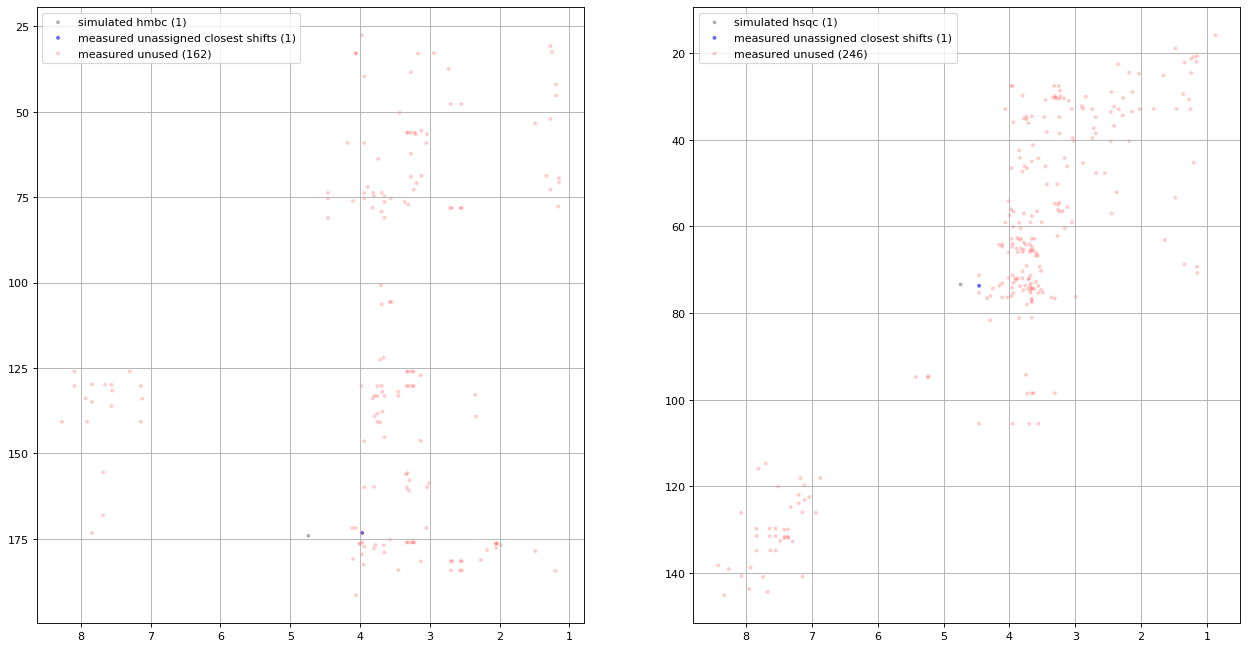 simulated hmbc (1)
measured unassigned closest shifts (1)
measured unused (162)
25
50
75
100
125
150
175
8 7 6 5 4 3 2 1
simulated hsqc (1)
measured unassigned closest shifts (1)
measured unused (246)
20
40
60
80
100
120
140
8 7 6 5 4 3 2 1